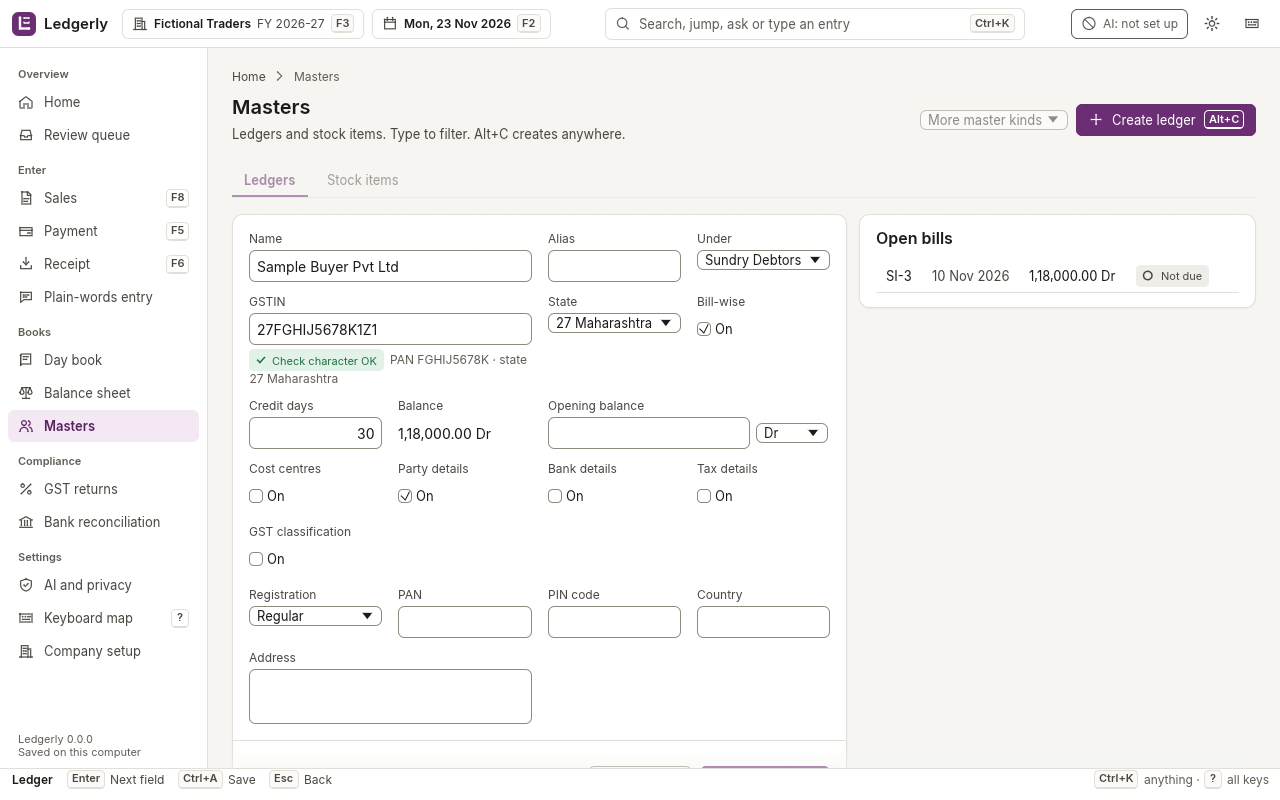 Ledgerly
Fictional Traders FY 2026-27 F3
Mon, 23 Nov 2026 F2
Search, jump, ask or type an entry Ctrl+K
AI: not set up
Overview
Home
Review queue
Enter
Sales F8
Payment F5
Receipt F6
Plain-words entry
Books
Day book
Balance sheet
Masters
Compliance
GST returns
Bank reconciliation
Settings
AI and privacy
Keyboard map ?
Company setup
Ledgerly 0.0.0
Saved on this computer
Home Masters
Masters
Ledgers and stock items. Type to filter. Alt+C creates anywhere.
More master kinds
Create ledger Alt+C
Ledgers Stock items
Name Alias Under
Sample Buyer Pvt Ltd Sundry Debtors
GSTIN State Bill-wise
27FGHIJ5678K1Z1 27 Maharashtra On
Check character OK PAN FGHIJ5678K · state
27 Maharashtra
Credit days Balance Opening balance
30 1,18,000.00 Dr Dr
Cost centres Party details Bank details Tax details
On On On On
GST classification
On
Registration PAN PIN code Country
Regular
Address
Open bills
SI-3 10 Nov 2026 1,18,000.00 Dr Not due
Ledger Enter Next field Ctrl+A Save Esc Back
Ctrl+K anything · ? all keys